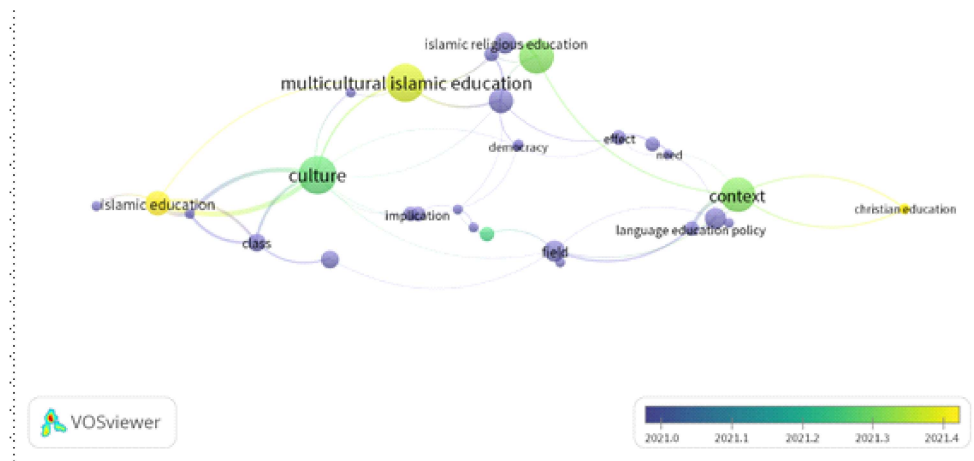 islamic religious education
multicultural islamic education
effect
democracy
need
culture
context
islamic education
christian education
implication
language education policy
class
field
VOSviewer
2021.0 2021.1 2021.2 2021.3 2021.4